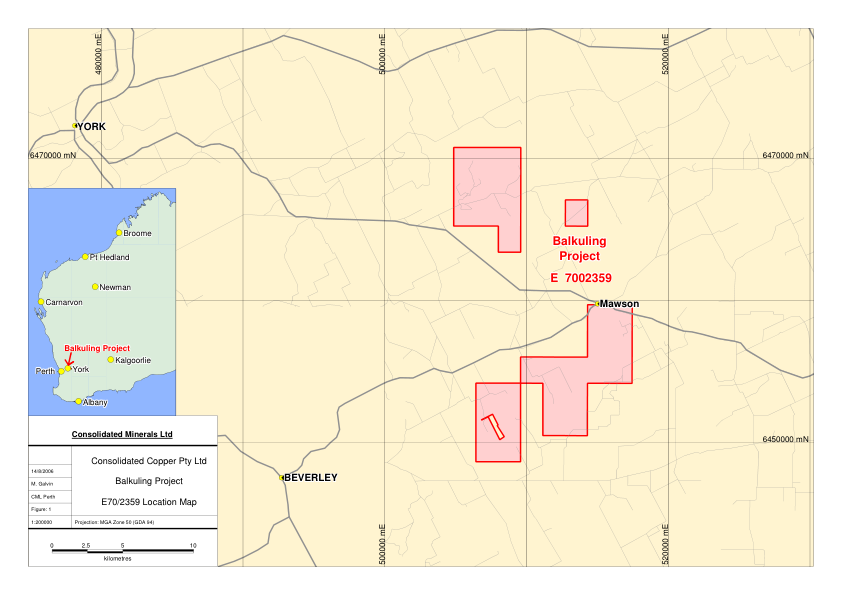 480000 mE
500000 mE
520000 mE
YORK
6470000 mN
6470000 mN
Balkuling
Project
E 7002359
Mawson
Broome
Pt Hedland
Newman
Carnarvon
Balkuling Project
Kalgoorlie
Perth
York
Albany
6450000 mN
BEVERLEY
500000 mE
520000 mE
Consolidated Minerals Ltd
Consolidated Copper Pty Ltd
Balkuling Project
E70/2359 Location Map
14/8/2006
M. Galvin
CML Perth
Figure: 1
1:200000
Projection: MGA Zone 50 (GDA 94)
0 2.5 5 10
kilometres